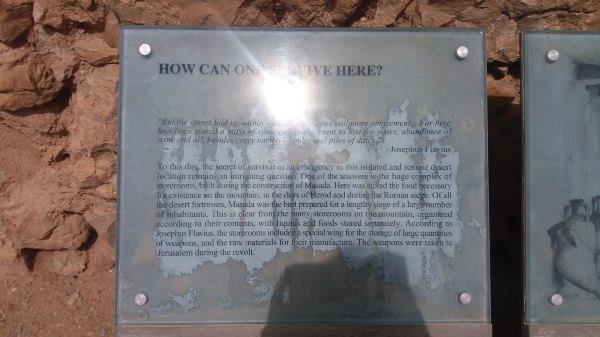 HOW CAN ONE SURVIVE HERE?
"But the stores laid up within excited still more amazement... For here
had been stored a mass of corn, sufficient to last for years, abundance of
wine and oil, besides every variety of pulse and piles of dates."
Josephus Flavius
To this day, the secret of survival in an emergency in this isolated and remote desert
location remains an intriguing question. One of the answers is the huge complex of
storerooms, built during the construction of Masada. Here was stored the food necessary
for existence on the mountain, in the days of Herod and during the Roman siege. Of all
the desert fortresses, Masada was the best prepared for a lengthy siege of a large number
of inhabitants. This is clear from the many storerooms on the mountain, organized
according to their contents, with liquids and foods stored separately. According to
Josephus Flavius, the storerooms included a special wing for the storage of large quantities
of weapons, and the raw materials for their manufacture. The weapons were taken to
Jerusalem during the revolt.